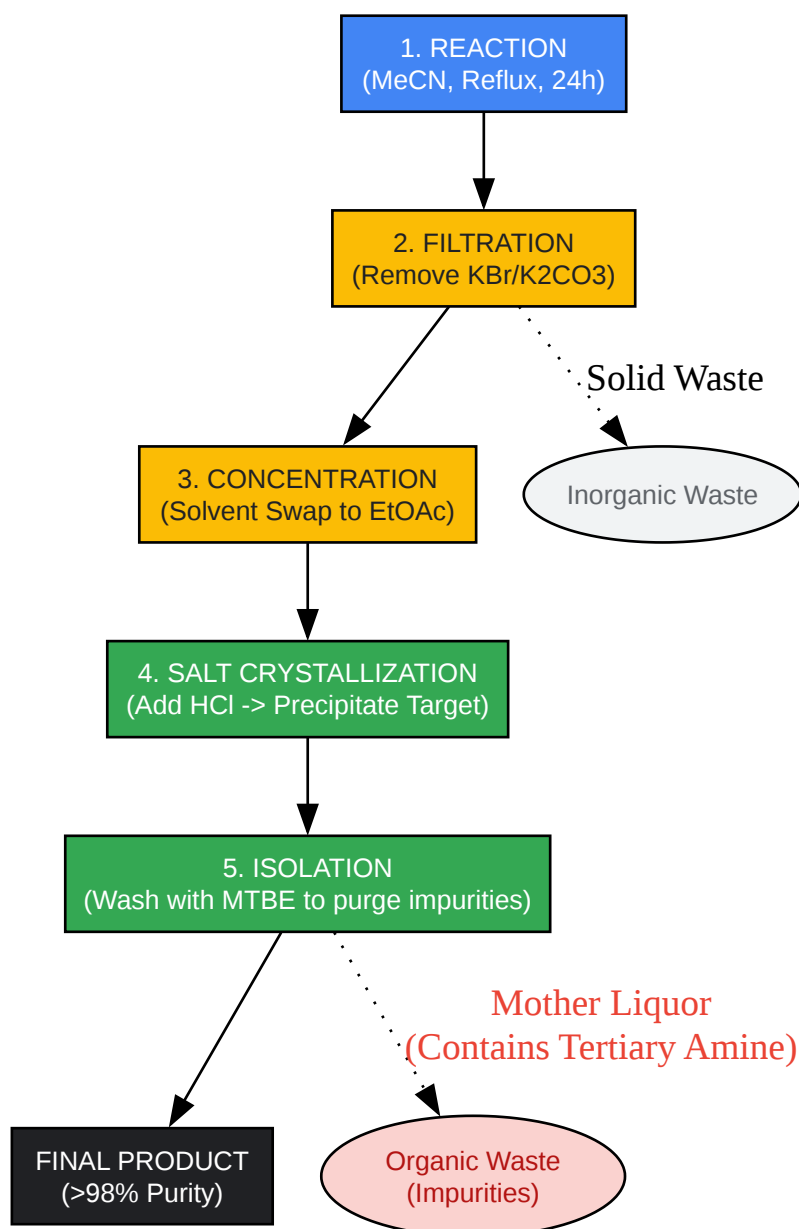 1. REACTION
(MeCN, Reflux, 24h)
2. FILTRATION
(Remove KBr/K2CO3)
Solid Waste
3. CONCENTRATION
(Solvent Swap to EtOAc)
Inorganic Waste
4. SALT CRYSTALLIZATION
(Add HCl -> Precipitate Target)
5. ISOLATION
(Wash with MTBE to purge impurities)
Mother Liquor
(Contains Tertiary Amine)
FINAL PRODUCT
(>98% Purity)
Organic Waste
(Impurities)